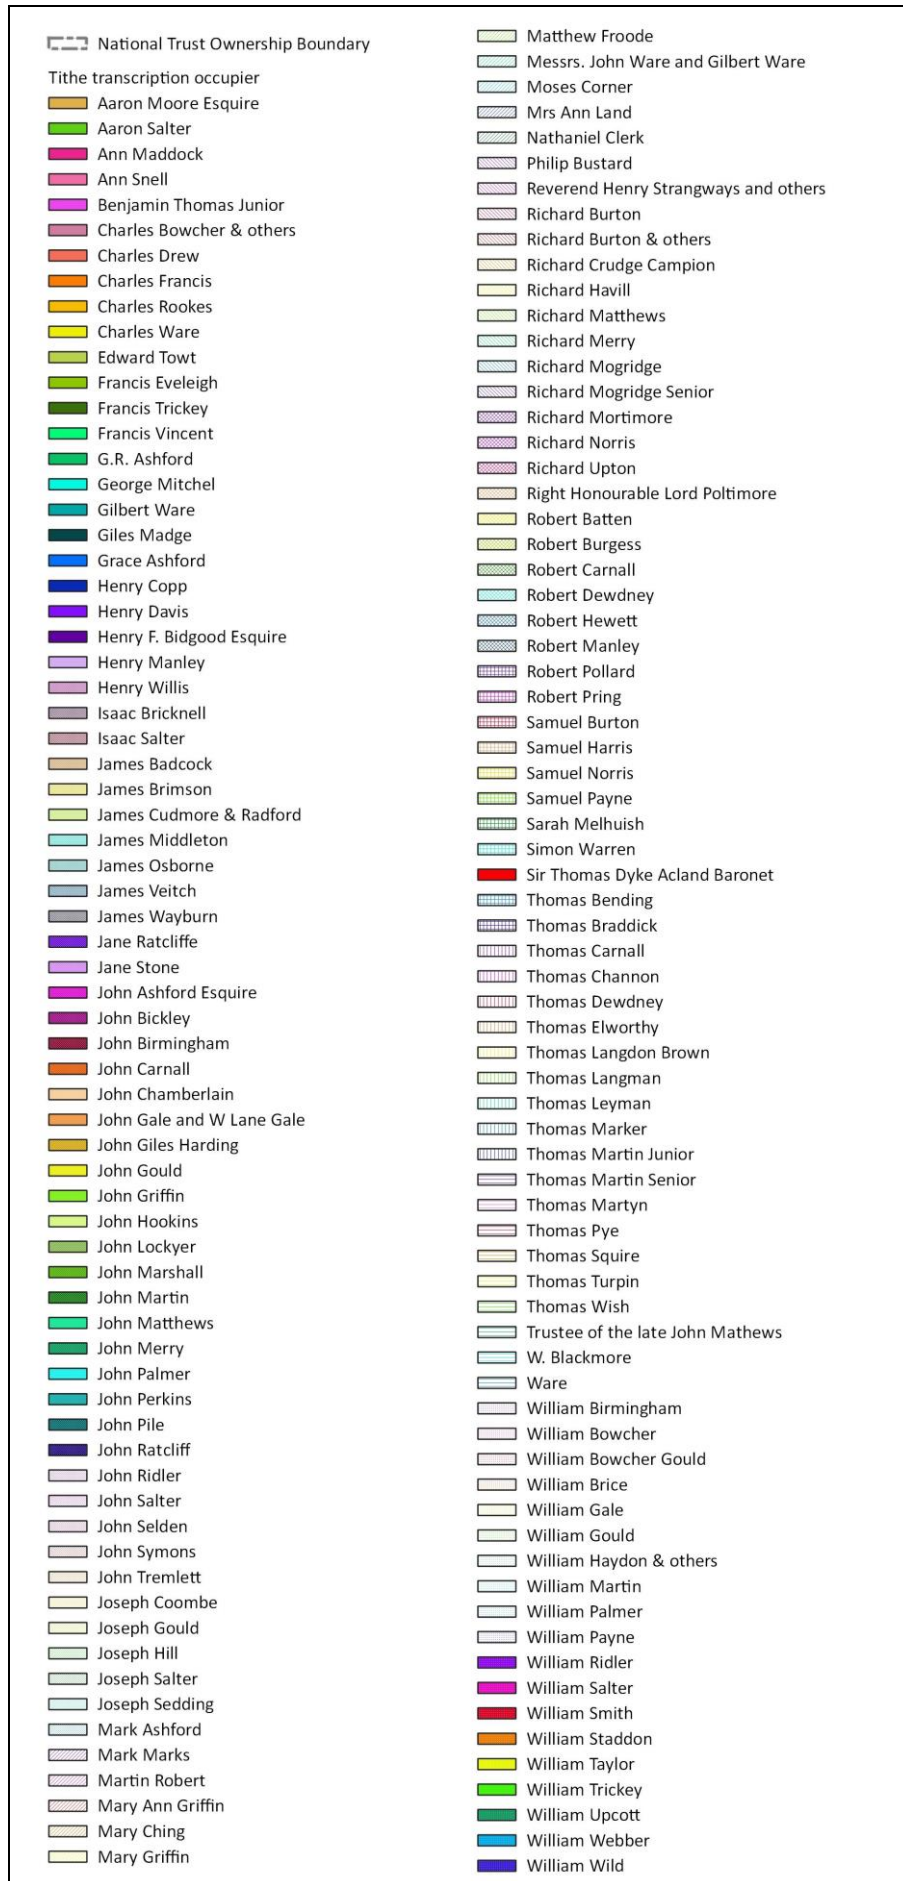 National Trust Ownership Boundary
Tithe transcription occupier
Aaron Moore Esquire
Aaron Salter
Ann Maddock
Ann Snell
Benjamin Thomas Junior
Charles Bowcher & others
Charles Drew
Charles Francis
Charles Rookes
Charles Ware
Edward Towt
Francis Eveleigh
Francis Trickey
Francis Vincent
G.R. Ashford
George Mitchel
Gilbert Ware
Giles Madge
Grace Ashford
Henry Copp
Henry Davis
Henry F. Bidgood Esquire
Henry Manley
Henry Willis
Isaac Bricknell
Isaac Salter
James Badcock
James Brimson
James Cudmore & Radford
James Middleton
James Osborne
James Veitch
James Wayburn
Jane Ratcliffe
Jane Stone
John Ashford Esquire
John Bickley
John Birmingham
John Carnall
John Chamberlain
John Gale and W Lane Gale
John Giles Harding
John Gould
John Griffin
John Hookins
John Lockyer
John Marshall
John Martin
John Matthews
John Merry
John Palmer
John Perkins
John Pile
John Ratcliff
John Ridler
John Salter
John Selden
John Symons
John Tremlett
Joseph Coombe
Joseph Gould
Joseph Hill
Joseph Salter
Joseph Sedding
Mark Ashford
Mark Marks
Martin Robert
Mary Ann Griffin
Mary Ching
Mary Griffin
Matthew Froode
Messrs. John Ware and Gilbert Ware
Moses Corner
Mrs Ann Land
Nathaniel Clerk
Philip Bustard
Reverend Henry Strangways and others
Richard Burton
Richard Burton & others
Richard Crudge Campion
Richard Havill
Richard Matthews
Richard Merry
Richard Mogridge
Richard Mogridge Senior
Richard Mortimore
Richard Norris
Richard Upton
Right Honourable Lord Poltimore
Robert Batten
Robert Burgess
Robert Carnall
Robert Dewdney
Robert Hewett
Robert Manley
Robert Pollard
Robert Pring
Samuel Burton
Samuel Harris
Samuel Norris
Samuel Payne
Sarah Melhuish
Simon Warren
Sir Thomas Dyke Acland Baronet
Thomas Bending
Thomas Braddick
Thomas Carnall
Thomas Channon
Thomas Dewdney
Thomas Elworthy
Thomas Langdon Brown
Thomas Langman
Thomas Leyman
Thomas Marker
Thomas Martin Junior
Thomas Martin Senior
Thomas Martyn
Thomas Pye
Thomas Squire
Thomas Turpin
Thomas Wish
Trustee of the late John Mathews
W. Blackmore
Ware
William Birmingham
William Bowcher
William Bowcher Gould
William Brice
William Gale
William Gould
William Haydon & others
William Martin
William Palmer
William Payne
William Ridler
William Salter
William Smith
William Staddon
William Taylor
William Trickey
William Upcott
William Webber
William Wild